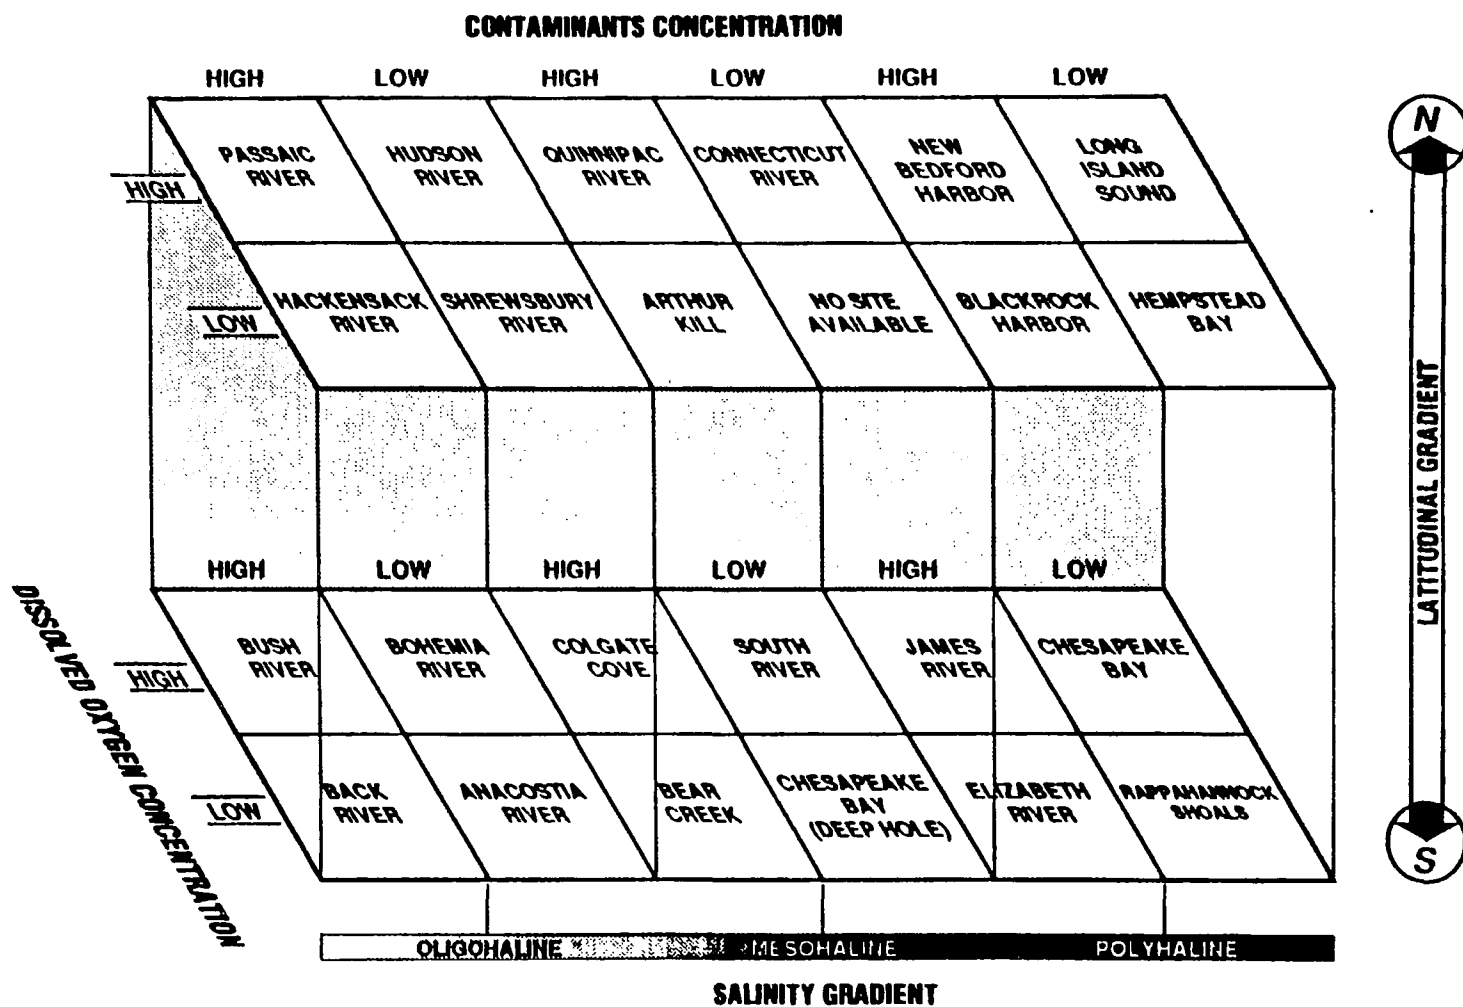 CONTAMINANTS CONCENTRATION
HIGH LOW HIGH LOW HIGH LOW
N
PASSAIC
RIVER
HUDSON
RIVER
QUINNIPAC
RIVER
CONNECTICUT
RIVER
NEW
BEDFORD
HARBOR
LONG
ISLAND
SOUND
HIGH
HACKENSACK
RIVER
SHREWSBURY
RIVER
ARTHUR
KILL
NO SITE
AVAILABLE
BLACKROCK
HARBOR
HEMPSTEAD
BAY
LOW
LATITUDINAL GRADIENT
HIGH LOW HIGH LOW HIGH LOW
BUSH
RIVER
BOHEMIA
RIVER
COLGATE
COVE
SOUTH
RIVER
JAMES
RIVER
CHESAPEAKE
BAY
HIGH
DISSOLVED OXYGEN CONCENTRATION
BACK
RIVER
ANACOSTIA
RIVER
BEAR
CREEK
CHESAPEAKE
BAY
(DEEP HOLE)
ELIZABETH
RIVER
RAPPAHANNOCK
SHOALS
LOW
S
OLIGOHALINE MESOHALINE POLYHALINE
SALINITY GRADIENT